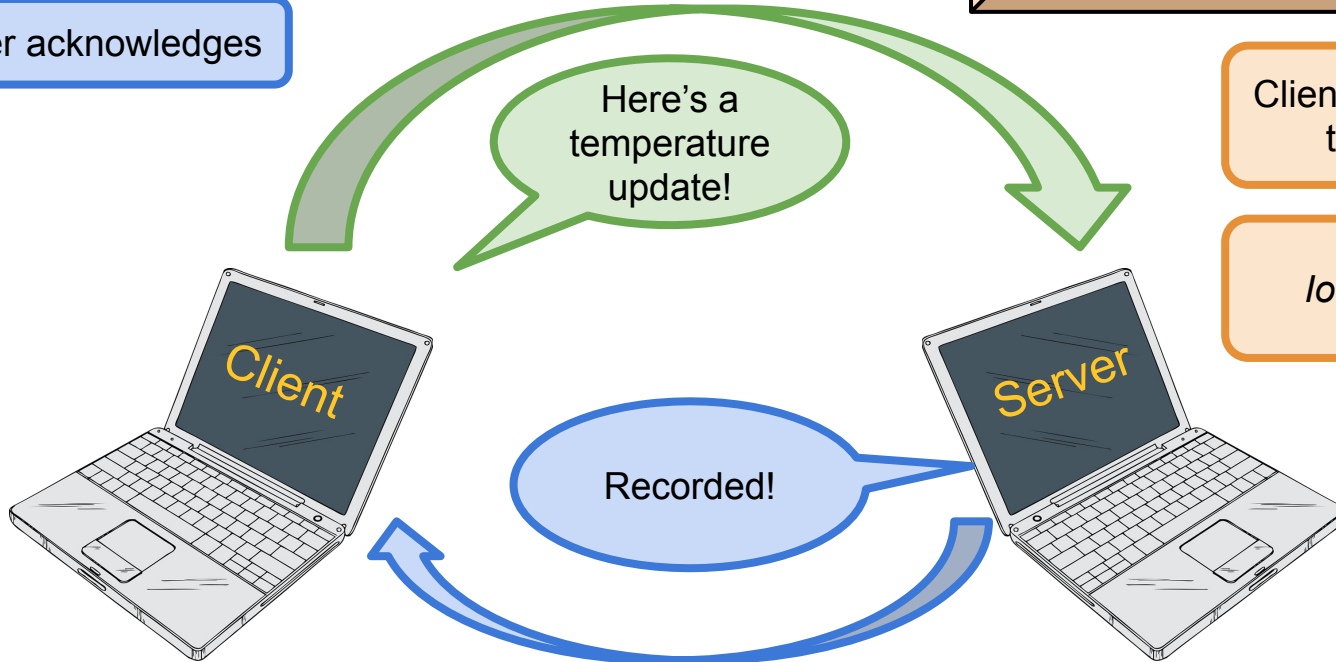 acknowledges
Here’s a
temperature
update!
Client
Server
Recorded!